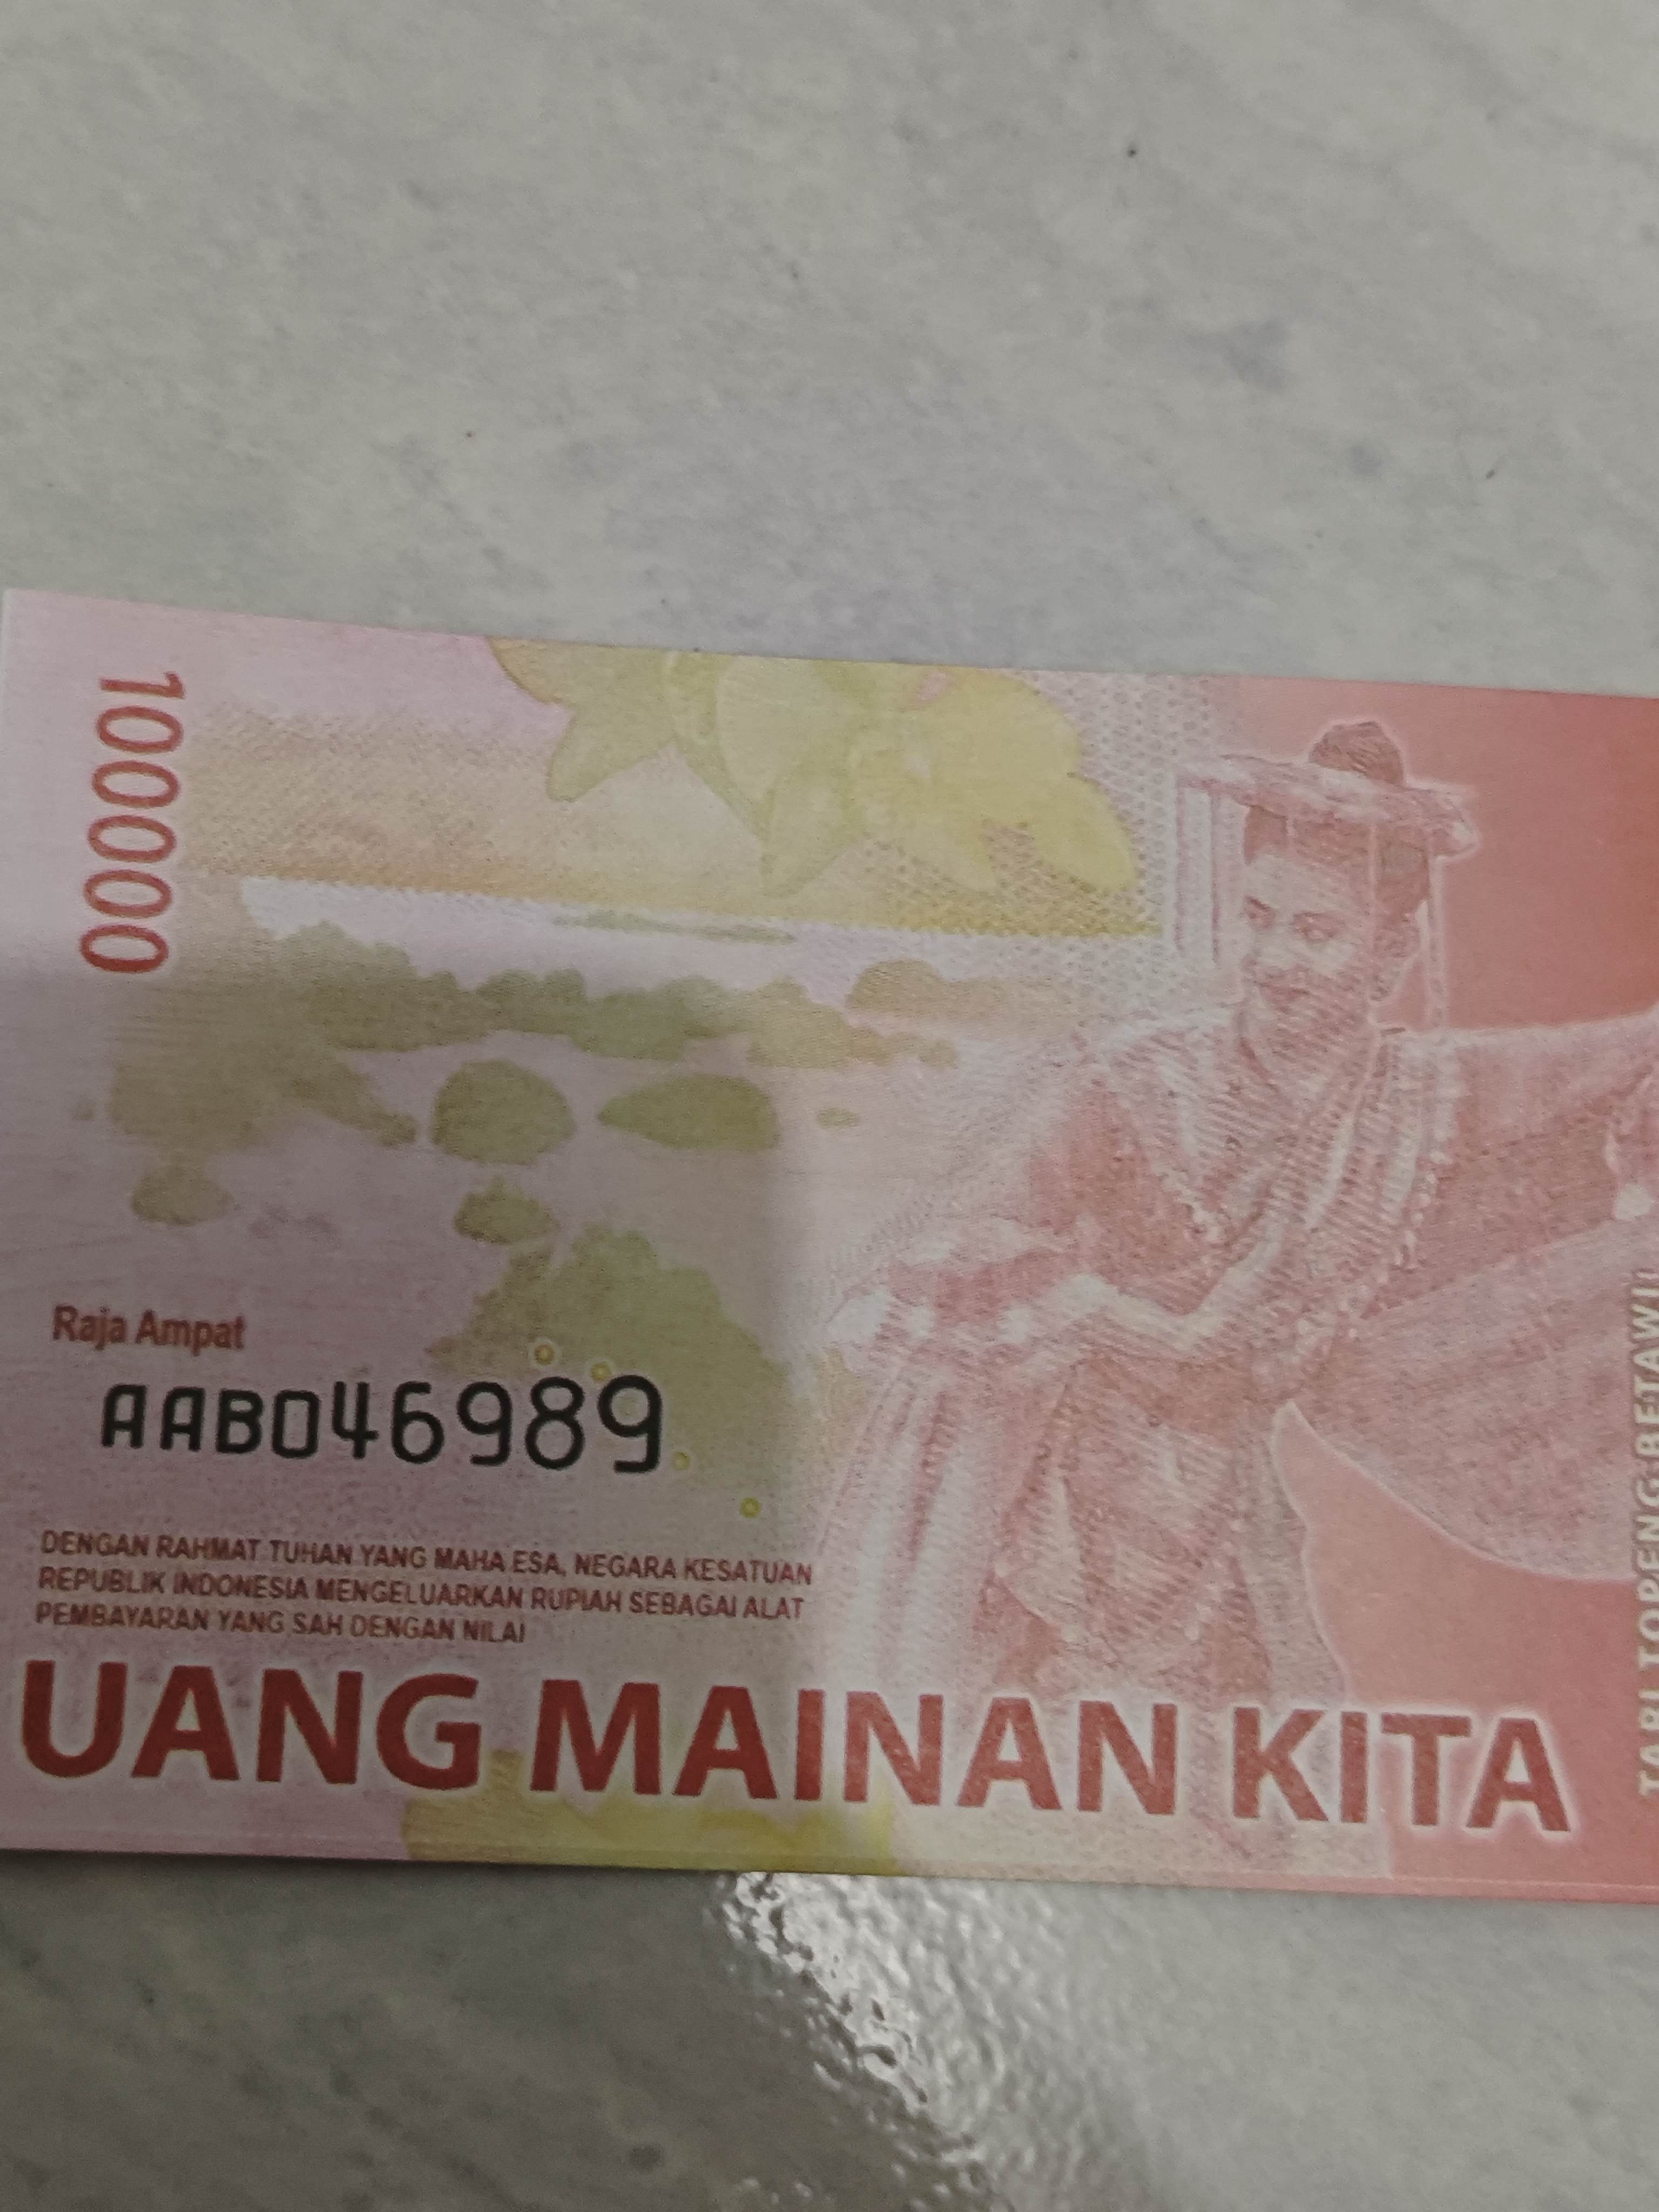 100000
Raja Ampat
AAB046989
DENGAN RAHMAT TUHAN YANG MAHA ESA, NEGARA KESATUAN
REPUBLIK INDONESIA MENGELUARKAN RUPIAH SEBAGAI ALAT
PEMBAYARAN YANG SAH DENGAN NILAI
UANG MAINAN KITA
TARI TOPENG BETAWI